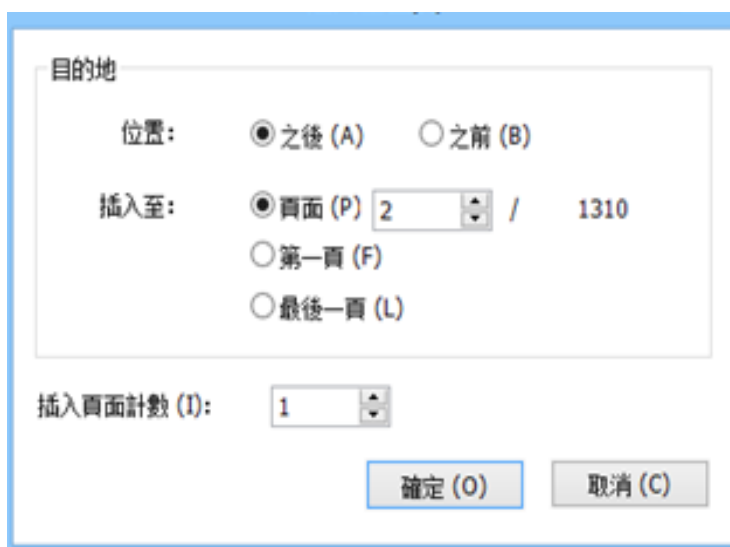 目的地
位置: 之後 (A) 之前 (B)
插入至: 頁面 (P) 2 / 1310
第一頁 (F)
最後一頁 (L)
插入頁面計數 (I): 1
確定 (O) 取消 (C)